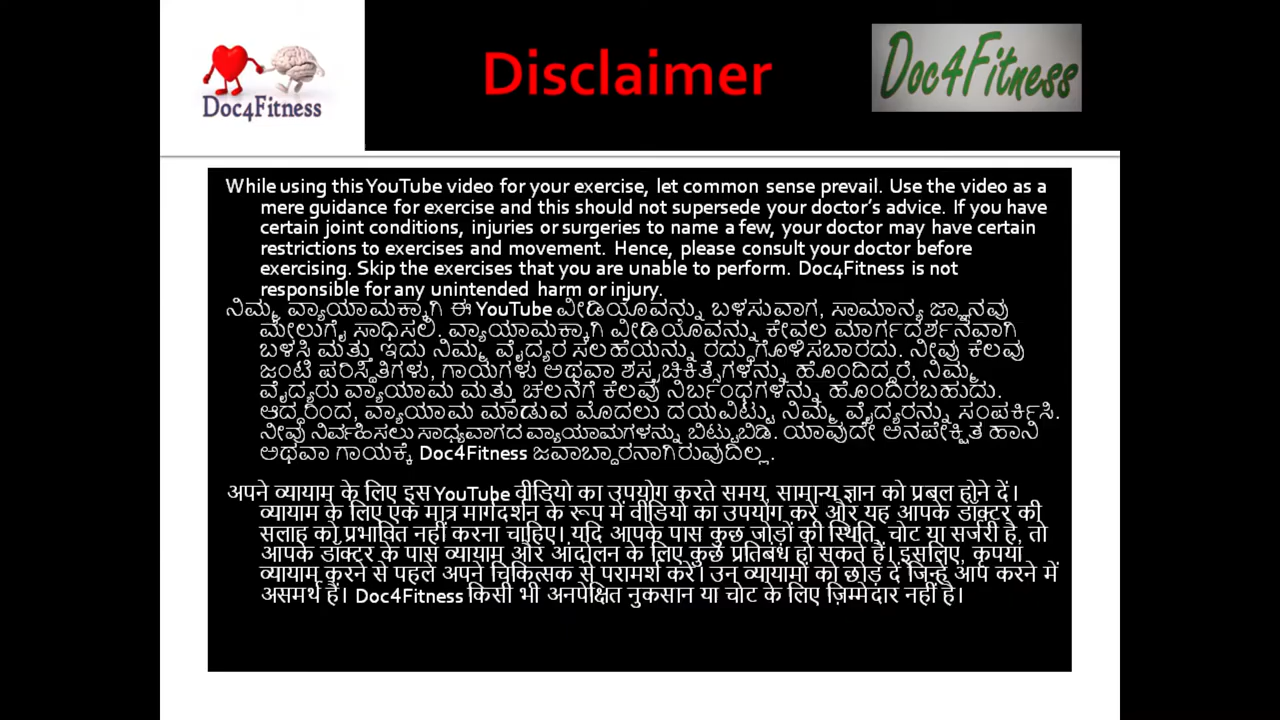 Doc4Fitness
Disclaimer
Doc4Fitness
While using this YouTube video for your exercise, let common sense prevail. Use the video as a
mere guidance for exercise and this should not supersede your doctor's advice. If you have
certain joint conditions, injuries or surgeries to name a few, your doctor may have certain
restrictions to exercises and movement. Hence, please consult your doctor before
exercising. Skip the exercises that you are unable to perform. Doc4Fitness is not
responsible for any unintended harm or injury.
ನಿಮ್ಮ ವ್ಯಾಯಾಮಕ್ಕಾಗಿ ಈ YouTube ವೀಡಿಯೊವನ್ನು ಬಳಸುವಾಗ, ಸಾಮಾನ್ಯ ಜ್ಞಾನವು
ಮೇಲುಗೈ ಸಾಧಿಸಲಿ. ವ್ಯಾಯಾಮಕ್ಕಾಗಿ ವೀಡಿಯೊವನ್ನು ಕೇವಲ ಮಾರ್ಗದರ್ಶನವಾಗಿ
ಬಳಸಿ ಮತ್ತು ಇದು ನಿಮ್ಮ ವೈದ್ಯರ ಸಲಹೆಯನ್ನು ರದ್ದುಗೊಳಿಸಬಾರದು. ನೀವು ಕೆಲವು
ಜಂಟಿ ಪರಿಸ್ಥಿತಿಗಳು, ಗಾಯಗಳು ಅಥವಾ ಶಸ್ತ್ರಚಿಕಿತ್ಸೆಗಳನ್ನು ಹೊಂದಿದ್ದರೆ, ನಿಮ್ಮ
ವೈದ್ಯರು ವ್ಯಾಯಾಮ ಮತ್ತು ಚಲನೆಗೆ ಕೆಲವು ನಿರ್ಬಂಧಗಳನ್ನು ಹೊಂದಿರಬಹುದು.
ಆದ್ದರಿಂದ, ವ್ಯಾಯಾಮ ಮಾಡುವ ಮೊದಲು ದಯವಿಟ್ಟು ನಿಮ್ಮ ವೈದ್ಯರನ್ನು ಸಂಪರ್ಕಿಸಿ.
ನೀವು ನಿರ್ವಹಿಸಲು ಸಾಧ್ಯವಾಗದ ವ್ಯಾಯಾಮಗಳನ್ನು ಬಿಟ್ಟುಬಿಡಿ. ಯಾವುದೇ ಅನಪೇಕ್ಷಿತ ಹಾನಿ
ಅಥವಾ ಗಾಯಕ್ಕೆ Doc4Fitness ಜವಾಬ್ದಾರನಾಗಿರುವುದಿಲ್ಲ.
अपने व्यायाम के लिए इस YouTube वीडियो का उपयोग करते समय, सामान्य ज्ञान को प्रबल होने दें।
व्यायाम के लिए एक मात्र मार्गदर्शन के रूप में वीडियो का उपयोग करें और यह आपके डॉक्टर की
सलाह को प्रभावित नहीं करना चाहिए। यदि आपके पास कुछ जोड़ों की स्थिति, चोट या सर्जरी है, तो
आपके डॉक्टर के पास व्यायाम और आंदोलन के लिए कुछ प्रतिबंध हो सकते हैं। इसलिए, कृपया
व्यायाम करने से पहले अपने चिकित्सक से परामर्श करें। उन व्यायामों को छोड़ दें जिन्हें आप करने में
असमर्थ हैं। Doc4Fitness किसी भी अनपेक्षित नुकसान या चोट के लिए ज़िम्मेदार नहीं है।